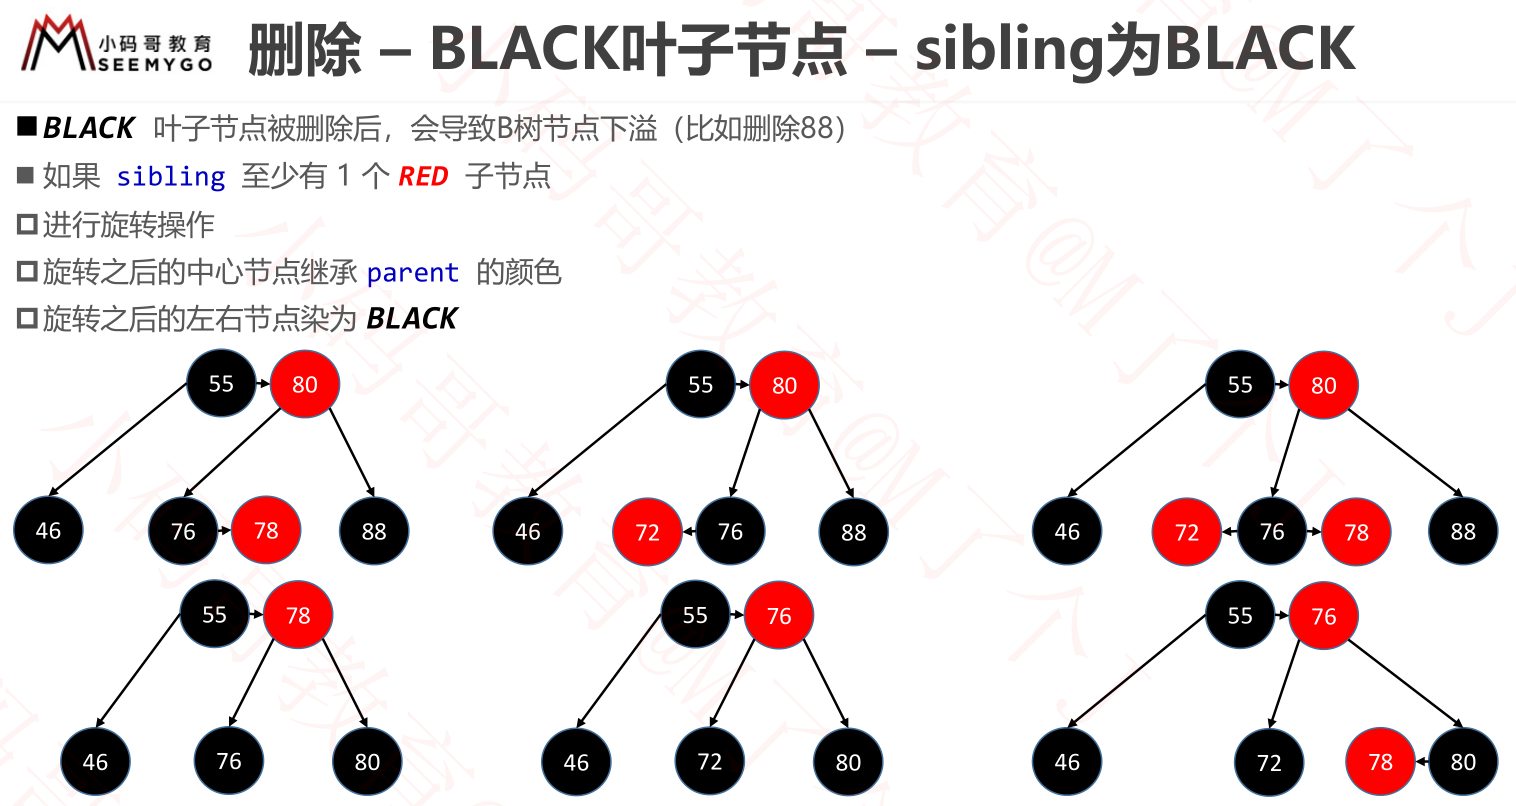 小码哥教育
SEEMYGO
删除 – BLACK叶子节点 – sibling为BLACK
BLACK 叶子节点被删除后，会导致B树节点下溢（比如删除88）
如果 sibling 至少有 1 个 RED 子节点
进行旋转操作
旋转之后的中心节点继承 parent 的颜色
旋转之后的左右节点染为 BLACK
55 80 55 80 55 80
46 76 78 88 46 72 76 88 46 72 76 78 88
55 78 55 76 55 76
46 76 80 46 72 80 46 72 78 80